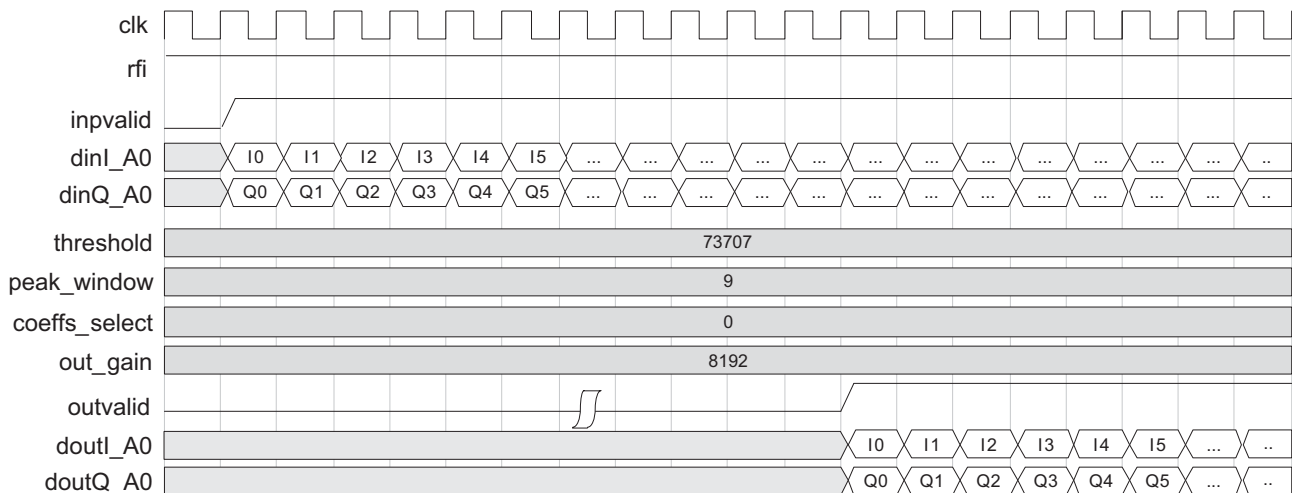 clk
rfi
inpvalid
dinI_A0 I0 I1 I2 I3 I4 I5 ... ... ... ... ... ... ... ... ... ... ... ... ..
dinQ_A0 Q0 Q1 Q2 Q3 Q4 Q5 ... ... ... ... ... ... ... ... ... ... ... ... ..
threshold 73707
peak_window 9
coeffs_select 0
out_gain 8192
outvalid
doutI_A0 I0 I1 I2 I3 I4 I5 ... ..
doutQ_A0 Q0 Q1 Q2 Q3 Q4 Q5 ... ..